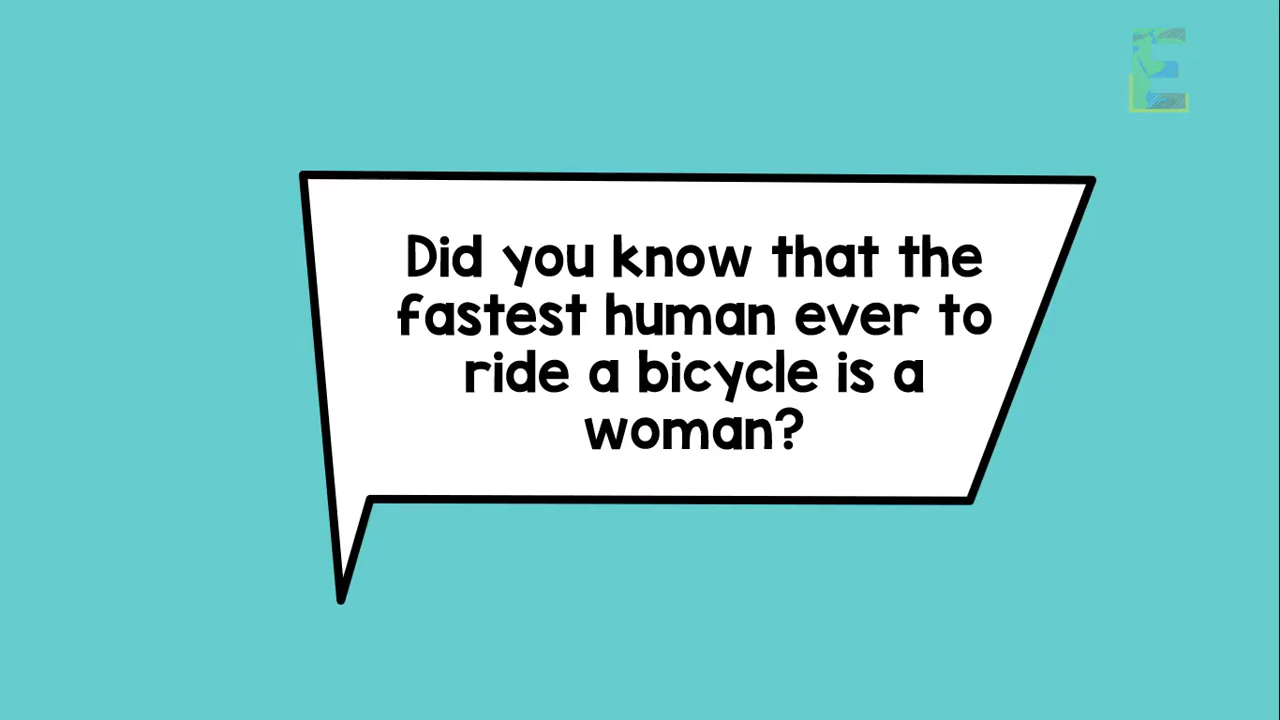 E
Did you know that the
fastest human ever to
ride a bicycle is a
woman?